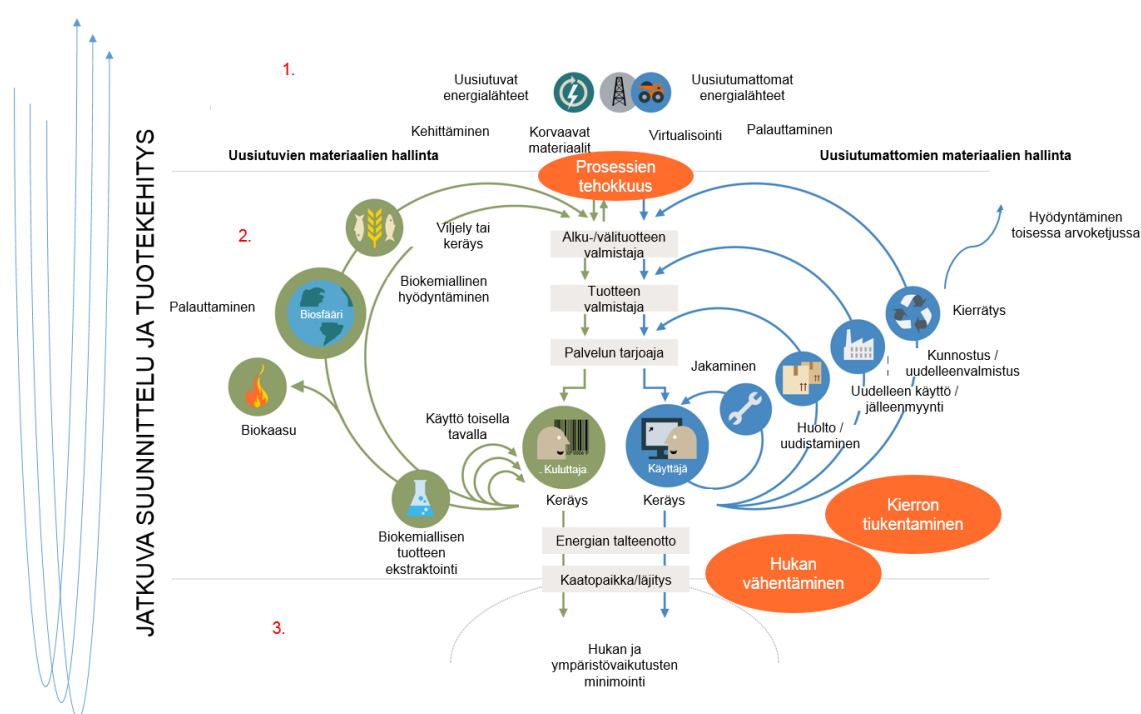 1.
Uusiutuvat
energialähteet
Uusiutumattomat
energialähteet
Kehittäminen
Korvaavat
materiaalit
Virtualisointi
Palauttaminen
Uusiutuvien materiaalien hallinta
Uusiutumattomien materiaalien hallinta
Prosessien
tehokkuus
JATKUVA SUUNNITTELU JA TUOTEKEHITYS
2.
Viljely tai
keräys
Alku-/välituotteen
valmistaja
Hyödyntäminen
toisessa arvoketjussa
Biokemiallinen
hyödyntäminen
Palauttaminen
Biosfääri
Tuotteen
valmistaja
Kierrätys
Palvelun tarjoaja
Jakaminen
Kunnostus /
uudelleenvalmistus
Uudelleen käyttö /
jälleenmyynti
Biokaasu
Käyttö toisella
tavalla
Huolto /
uudistaminen
Kuluttaja
Käyttäjä
Keräys
Keräys
Kierron
tiukentaminen
Biokemiallisen
tuotteen
ekstraktointi
Energian talteenotto
Hukan
vähentäminen
Kaatopaikka/läjitys
3.
Hukan ja
ympäristövaikutusten
minimointi